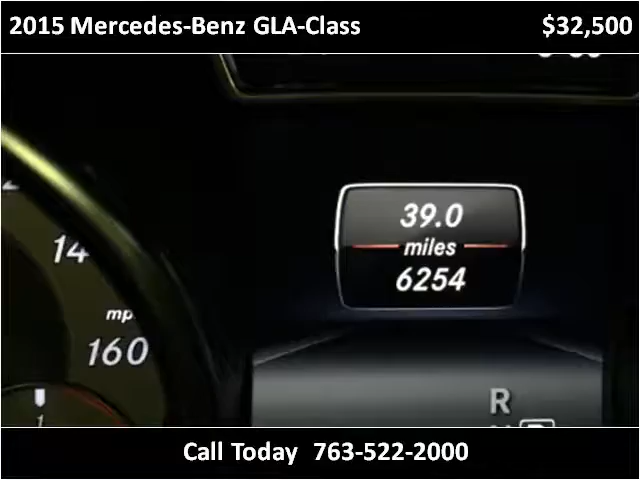 2015 Mercedes-Benz GLA-Class $32,500
39.0
miles
6254
14
mp
160
1
R
Call Today 763-522-2000